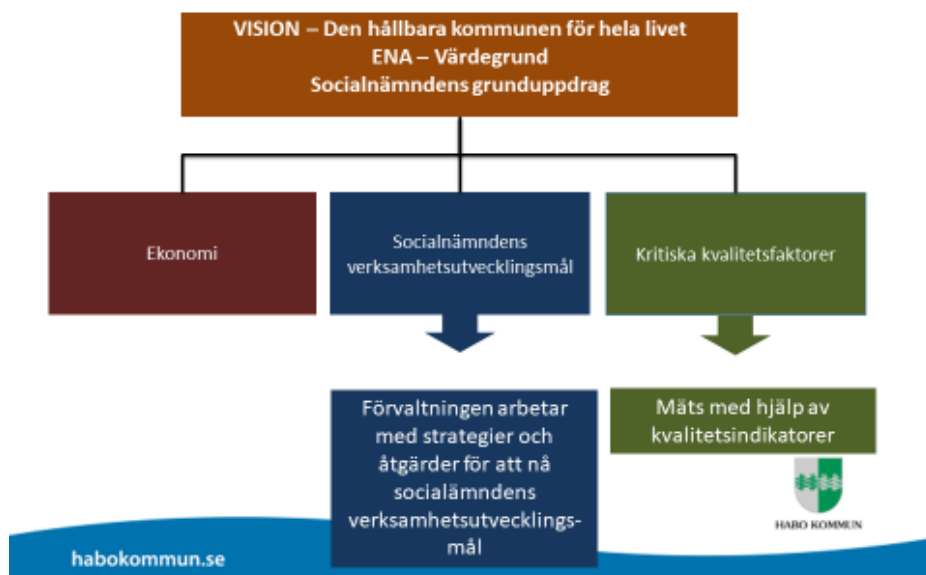 VISION – Den hållbara kommunen för hela livet
ENA – Värdegrund
Socialnämndens grunduppdrag
Ekonomi
Socialnämndens
verksamhetsutvecklingsmål
Kritiska kvalitetsfaktorer
Förvaltningen arbetar
med strategier och
åtgärder för att nå
socialämndens
verksamhetsutvecklings-
mål
Mäts med hjälp av
kvalitetsindikatorer
HABO KOMMUN
habokommun.se